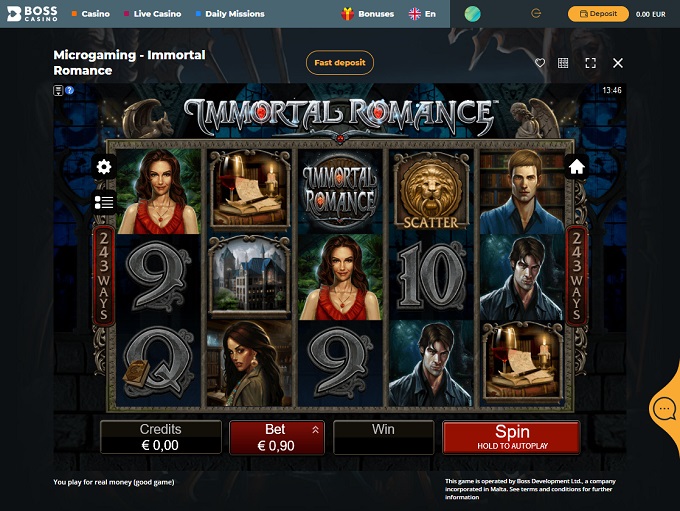 BOSS CASINO
Casino
Live Casino
Daily Missions
Bonuses
En
Deposit
0.00 EUR
Microgaming - Immortal
Romance
Fast deposit
?
13:46
IMMORTAL ROMANCE™
IMMORTAL
ROMANCE
SCATTER
243 WAYS
9
10
243 WAYS
Q
9
Credits
€ 0,00
Bet
€ 0,90
Win
Spin
HOLD TO AUTOPLAY
You play for real money (good game)
This game is operated by Boss Development Ltd., a company
incorporated in Malta. See terms and conditions for further
information